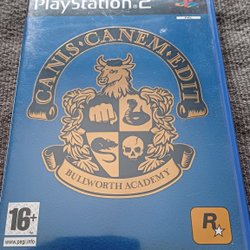 PlayStation 2
CANIS CANEM EDIT
BULLWORTH ACADEMY
16+
www.pegi.info
R